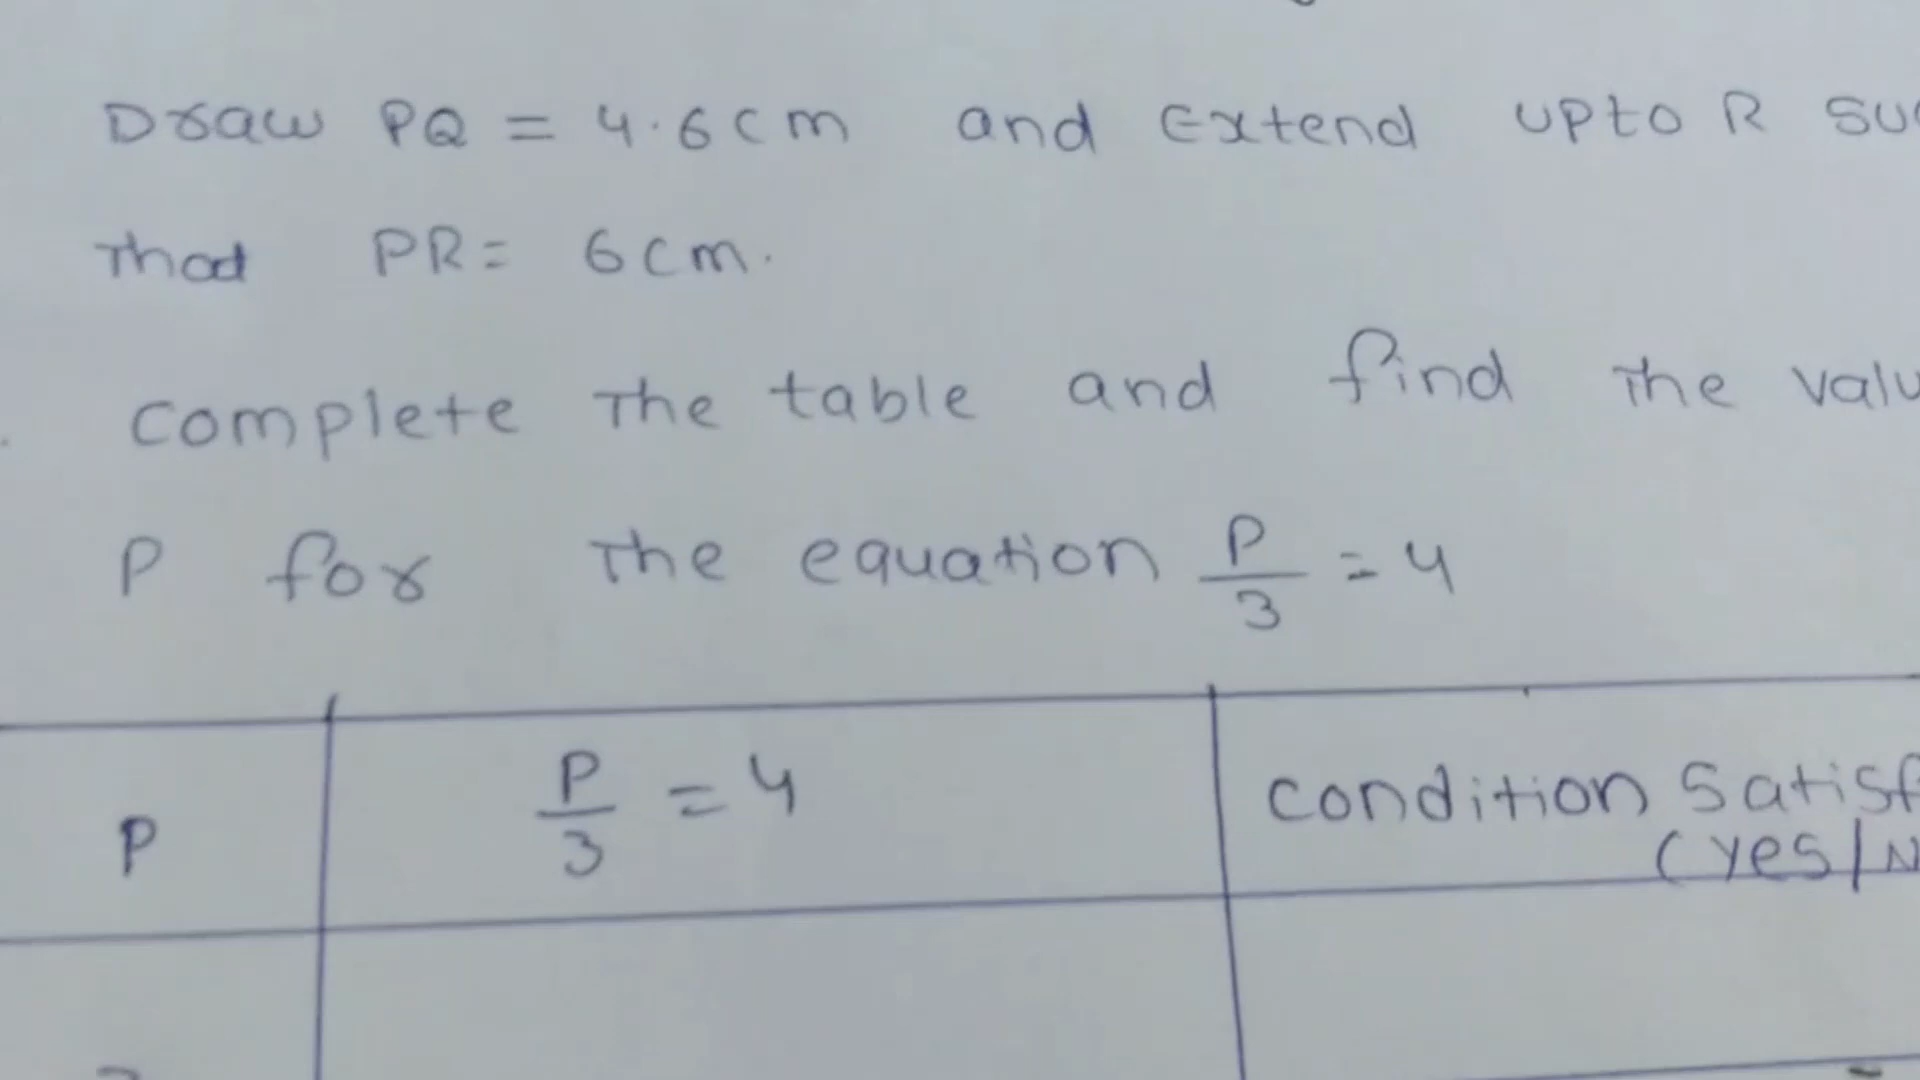 Draw PQ = 4.6cm and Extend upto R
That PR = 6cm.
Complete The table and find The
P for The equation P/3 = 4
P P/3 = 4 Condition
(Yes/